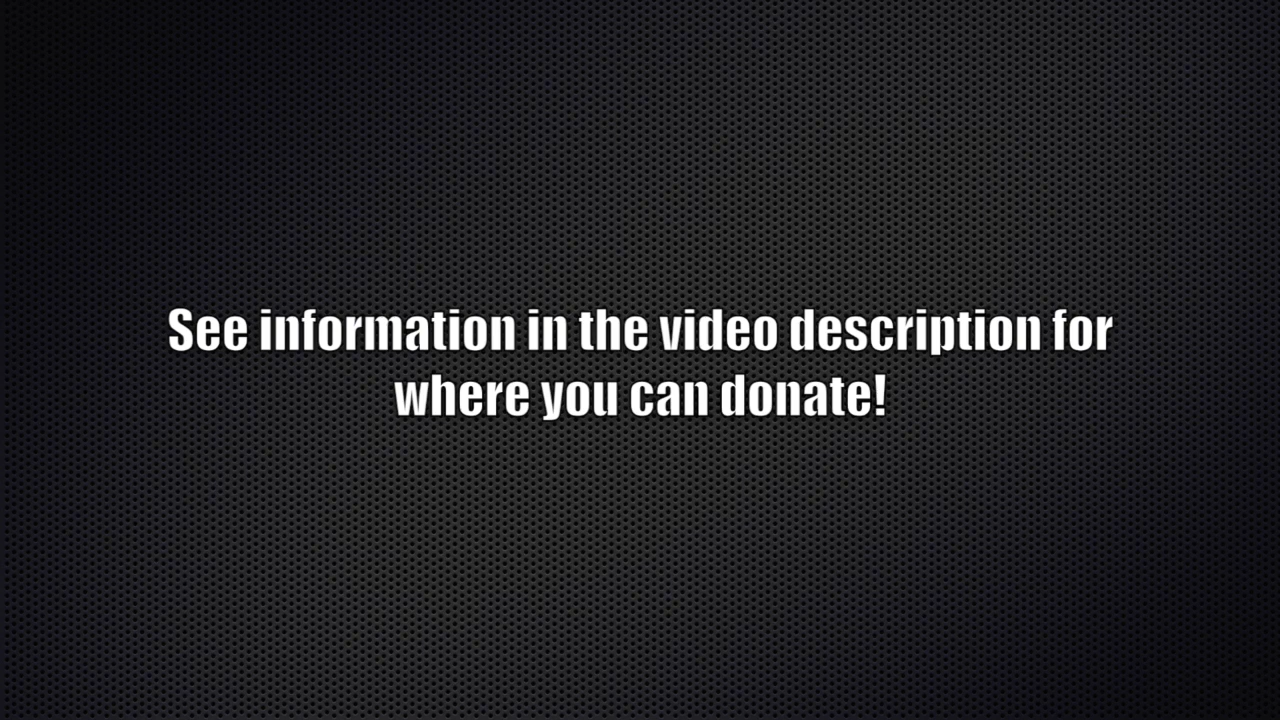 See information in the video description for
where you can donate!